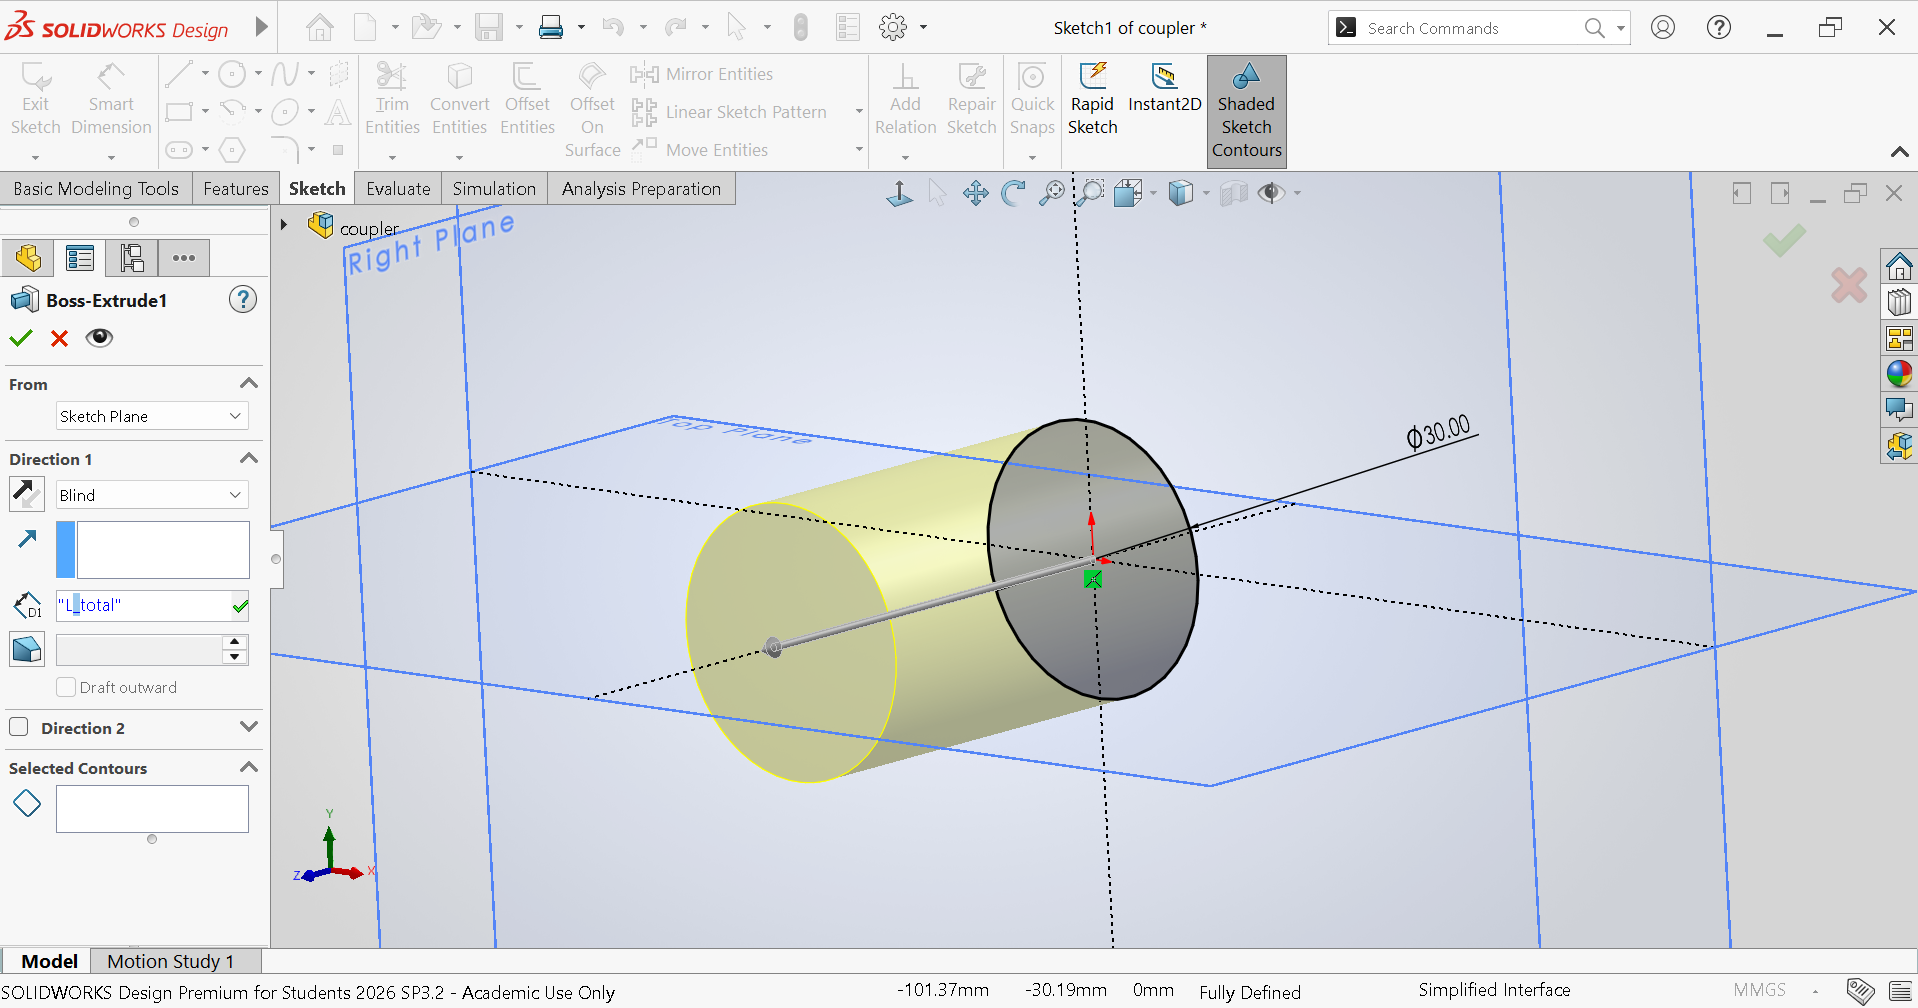 SOLIDWORKS Design
Sketch1 of coupler *
Search Commands
Exit Sketch
Smart Dimension
Trim Entities
Convert Entities
Offset Entities
Offset On Surface
Mirror Entities
Linear Sketch Pattern
Move Entities
Add Relation
Repair Sketch
Quick Snaps
Rapid Sketch
Instant2D
Shaded Sketch Contours
Basic Modeling Tools
Features
Sketch
Evaluate
Simulation
Analysis Preparation
coupler
Right Plane
Boss-Extrude1
From
Sketch Plane
Direction 1
Blind
D1
"L_total"
Draft outward
Direction 2
Selected Contours
Top Plane
Ø30.00
Y
Z
X
Model
Motion Study 1
SOLIDWORKS Design Premium for Students 2026 SP3.2 - Academic Use Only
-101.37mm
-30.19mm
0mm
Fully Defined
Simplified Interface
MMGS